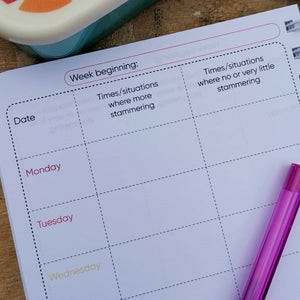 Week beginning:
Date
Times/situations
where more
stammering
Times/situations
where no or very little
stammering
Monday
Tuesday
Wednesday